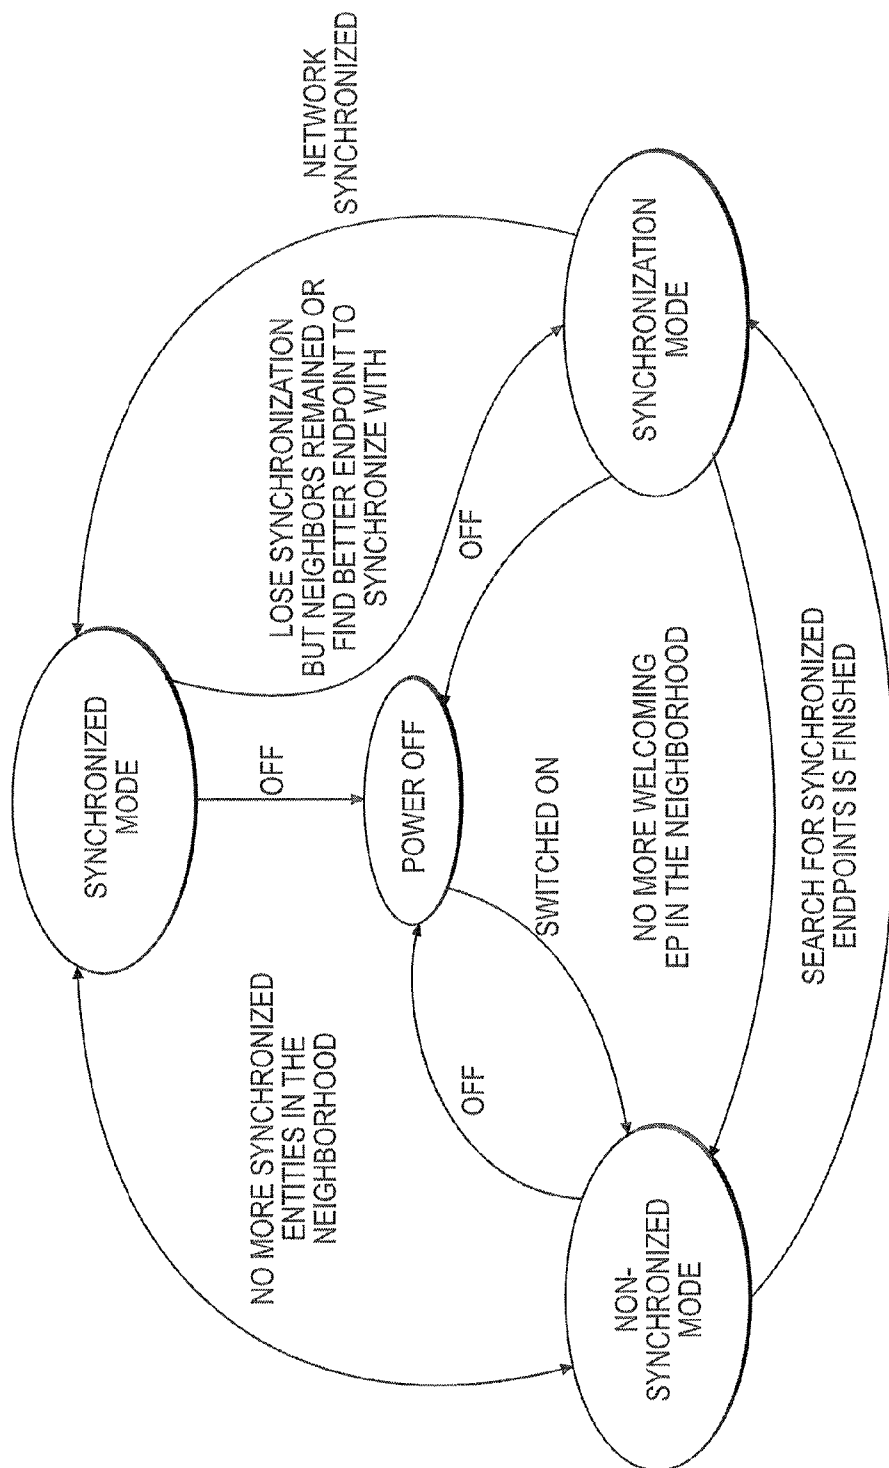 SYNCHRONIZED
MODE
NO MORE SYNCHRONIZED
ENTITIES IN THE
NEIGHBORHOOD
OFF
LOSE SYNCHRONIZATION
BUT NEIGHBORS REMAINED OR
FIND BETTER ENDPOINT TO
SYNCHRONIZE WITH
NETWORK
SYNCHRONIZED
POWER OFF
OFF
SWITCHED ON
OFF
NON-
SYNCHRONIZED
MODE
NO MORE WELCOMING
EP IN THE NEIGHBORHOOD
SYNCHRONIZATION
MODE
SEARCH FOR SYNCHRONIZED
ENDPOINTS IS FINISHED